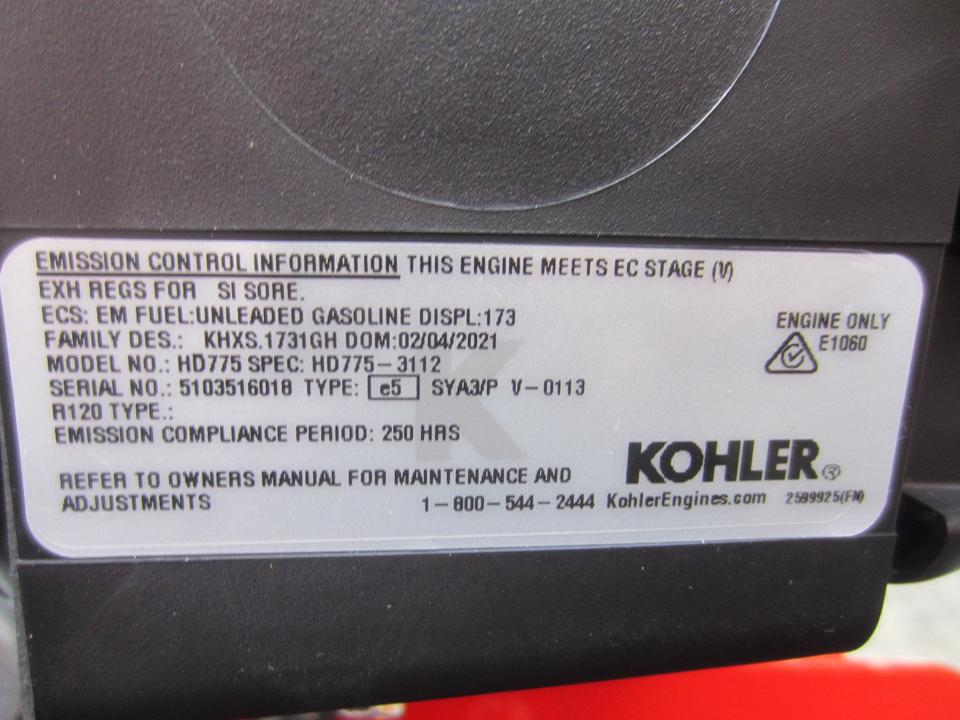 EMISSION CONTROL INFORMATION THIS ENGINE MEETS EC STAGE (V)
EXH REGS FOR SI SORE.
ECS: EM FUEL:UNLEADED GASOLINE DISPL:173
FAMILY DES.: KHXS.1731GH DOM:02/04/2021
MODEL NO.: HD775 SPEC: HD775-3112
SERIAL NO.: 5103516018 TYPE: e5 SYA3/P V-0113
R120 TYPE.:
EMISSION COMPLIANCE PERIOD: 250 HRS
ENGINE ONLY
E1060
REFER TO OWNERS MANUAL FOR MAINTENANCE AND
ADJUSTMENTS
KOHLER®
1-800-544-2444 KohlerEngines.com 2599925(FN)